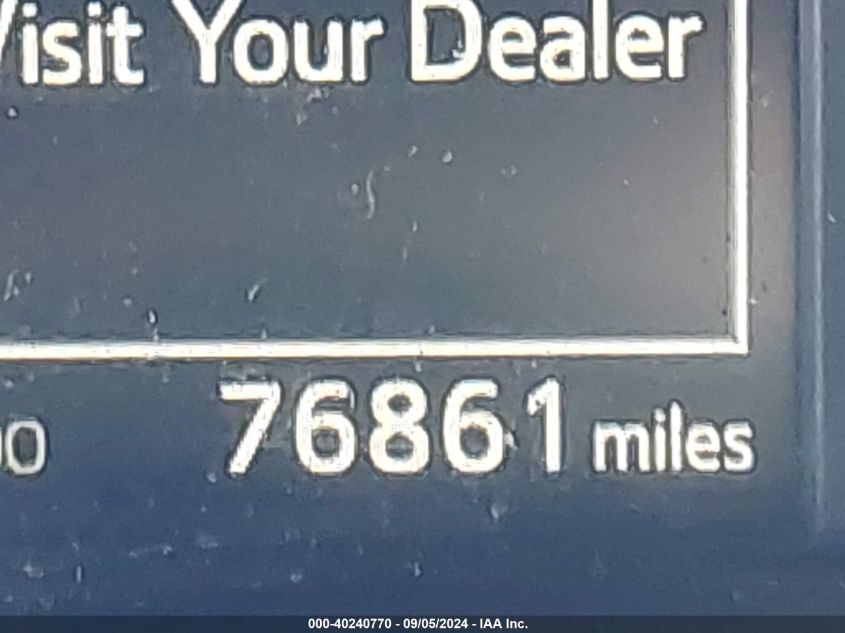 Visit Your Dealer
76861 miles
000-40240770 - 09/05/2024 - IAA Inc.